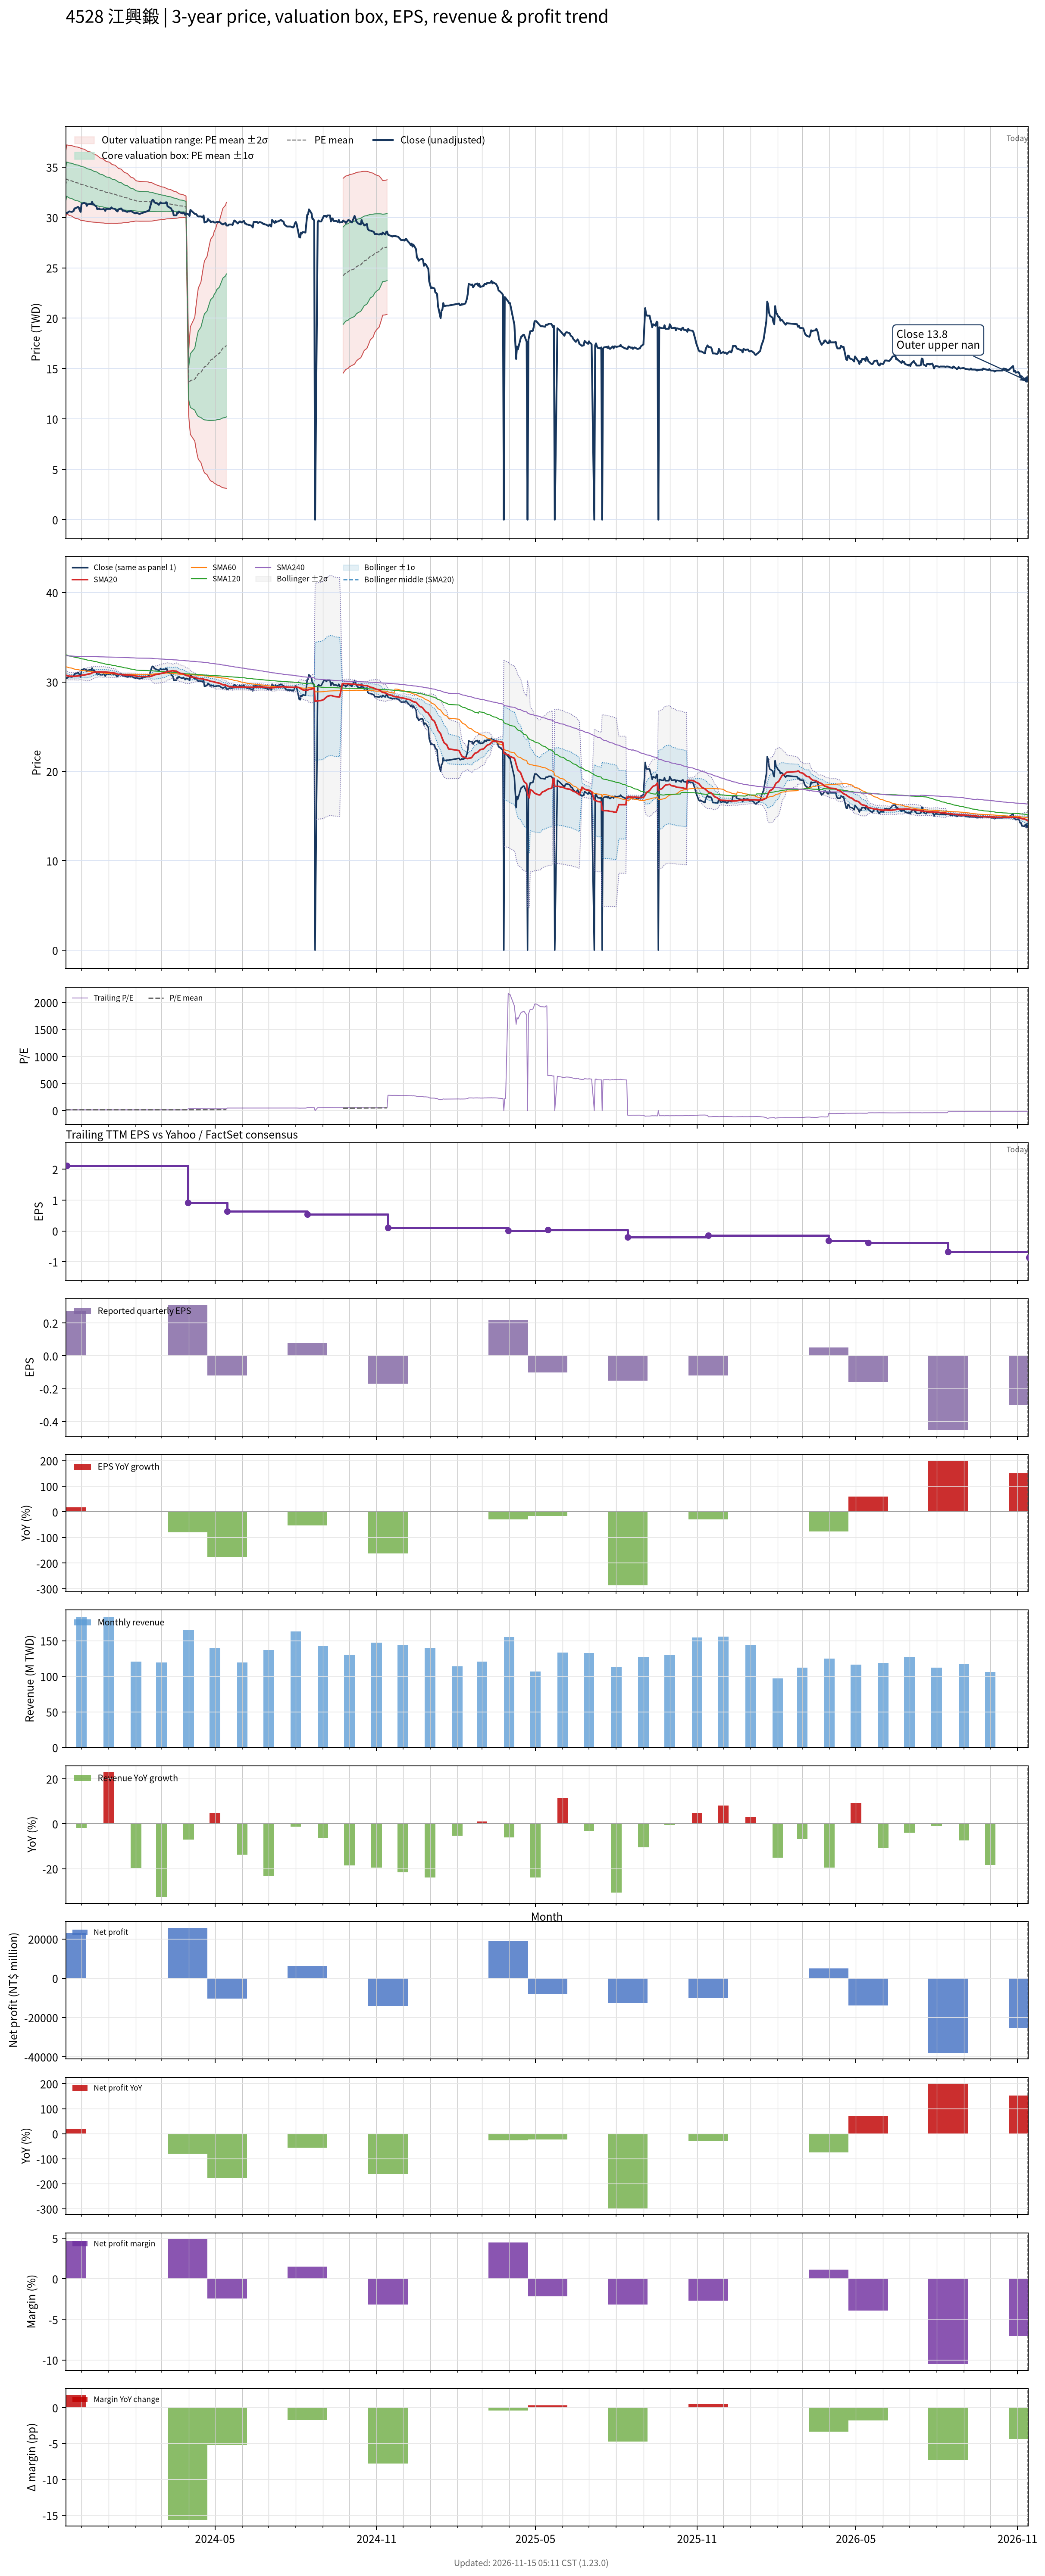 4528 江興鍛 | 3-year price, valuation box, EPS, revenue & profit trend
Outer valuation range: PE mean ±2σ
Core valuation box: PE mean ±1σ
PE mean
Close (unadjusted)
Today
Price (TWD)
35
30
25
20
15
10
5
0
Close 13.8
Outer upper nan
Close (same as panel 1)
SMA20
SMA60
SMA120
SMA240
Bollinger ±2σ
Bollinger ±1σ
Bollinger middle (SMA20)
Price
40
30
20
10
0
Trailing P/E
P/E mean
P/E
2000
1500
1000
500
0
Trailing TTM EPS vs Yahoo / FactSet consensus
Today
EPS
2
1
0
-1
Reported quarterly EPS
EPS
0.2
0.0
-0.2
-0.4
EPS YoY growth
YoY (%)
200
100
0
-100
-200
-300
Monthly revenue
Revenue (M TWD)
150
100
50
0
Revenue YoY growth
YoY (%)
20
0
-20
Month
Net profit
Net profit (NT$ million)
20000
0
-20000
-40000
Net profit YoY
YoY (%)
200
100
0
-100
-200
-300
Net profit margin
Margin (%)
5
0
-5
-10
Margin YoY change
Δ margin (pp)
0
-5
-10
-15
2024-05
2024-11
2025-05
2025-11
2026-05
2026-11
Updated: 2026-11-15 05:11 CST (1.23.0)